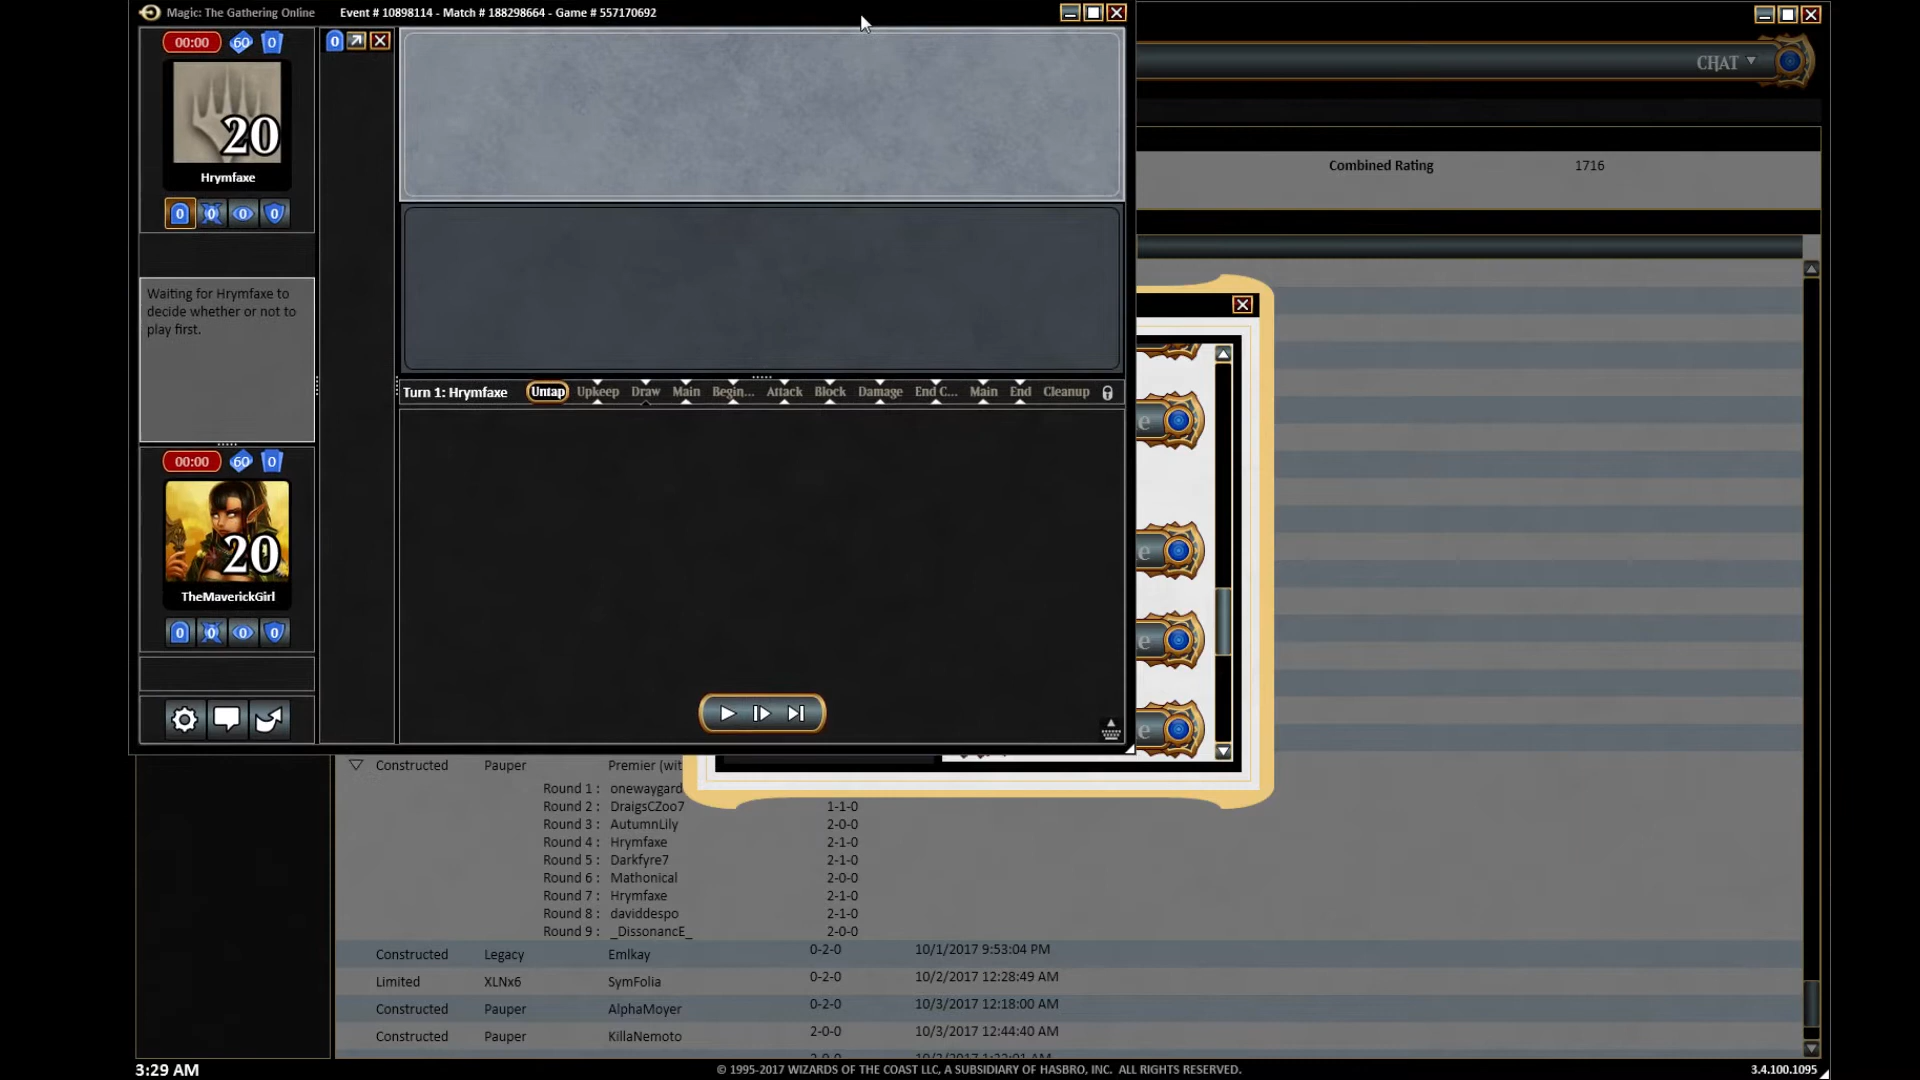 Magic: The Gathering Online Event # 10898114 - Match # 188298664 - Game # 557170692
00:00 60 0
0
20
Hrymfaxe
0 0 0 0
Waiting for Hrymfaxe to
decide whether or not to
play first.
Turn 1: Hrymfaxe Untap Upkeep Draw Main Begin... Attack Block Damage End C... Main End Cleanup
00:00 60 0
20
TheMaverickGirl
0 0 0 0
CHAT
Combined Rating 1716
e
e
e
e
Constructed Pauper Premier (wit
Round 1 : onewaygard
Round 2 : DraigsCZoo7 1-1-0
Round 3 : AutumnLily 2-0-0
Round 4 : Hrymfaxe 2-1-0
Round 5 : Darkfyre7 2-1-0
Round 6 : Mathonical 2-0-0
Round 7 : Hrymfaxe 2-1-0
Round 8 : daviddespo 2-1-0
Round 9 : _DissonancE_ 2-0-0
Constructed Legacy Emlkay 0-2-0 10/1/2017 9:53:04 PM
Limited XLNx6 SymFolia 0-2-0 10/2/2017 12:28:49 AM
Constructed Pauper AlphaMoyer 0-2-0 10/3/2017 12:18:00 AM
Constructed Pauper KillaNemoto 2-0-0 10/3/2017 12:44:40 AM
3:29 AM
© 1995-2017 WIZARDS OF THE COAST LLC, A SUBSIDIARY OF HASBRO, INC. ALL RIGHTS RESERVED.
3.4.100.1095